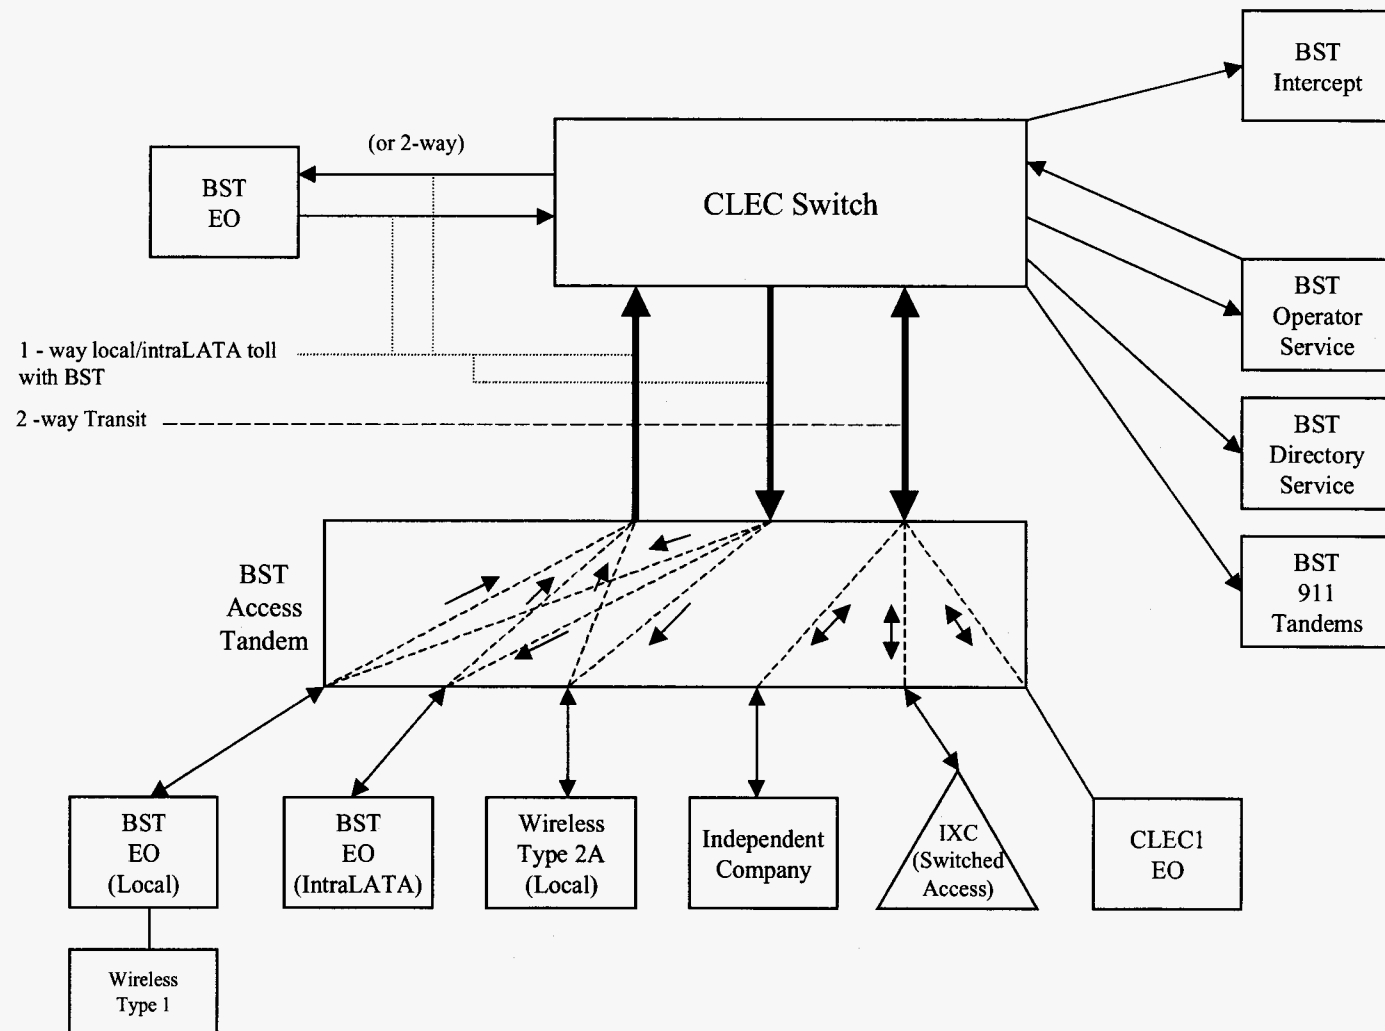 BST
Intercept
(or 2-way)
BST
EO
CLEC Switch
BST
Operator
Service
1 - way local/intraLATA toll
with BST
2 -way Transit
BST
Directory
Service
BST
911
Tandems
BST
Access
Tandem
BST
EO
(Local)
BST
EO
(IntraLATA)
Wireless
Type 2A
(Local)
Independent
Company
IXC
(Switched
Access)
CLEC1
EO
Wireless
Type 1